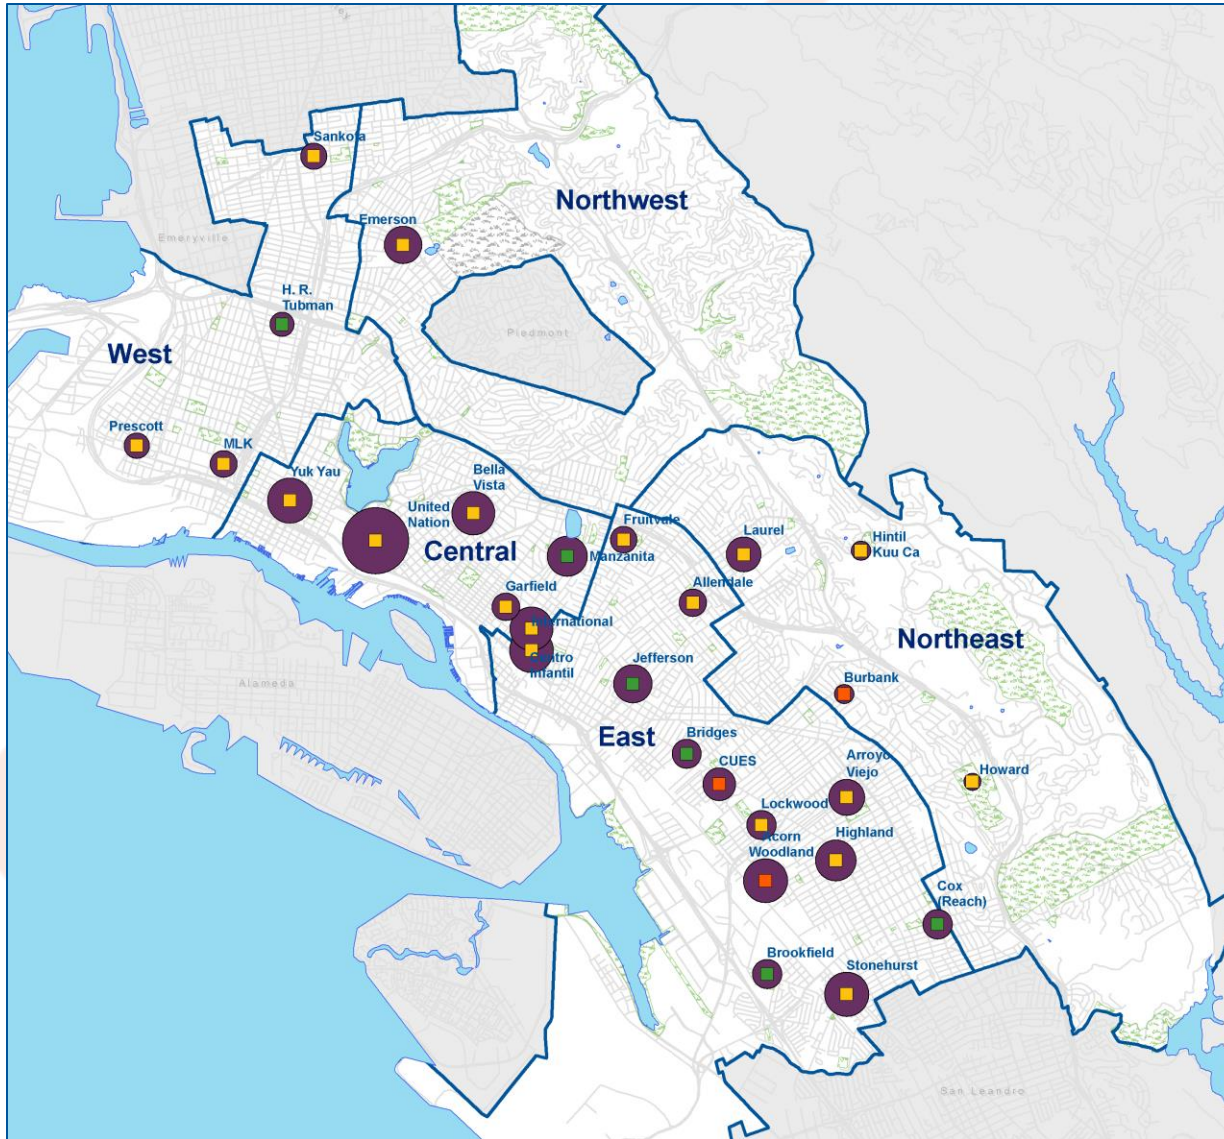 Sankofa
Northwest
Emerson
Emeryville
H. R.
Tubman
Piedmont
West
Prescott
MLK
Yuk Yau
Bella
Vista
United
Nation
Central
Fruitvale
Laurel
Hintil
Kuu Ca
Manzanita
Garfield
Allendale
International
Centro
Infantil
Northeast
Jefferson
Alameda
Burbank
East
Bridges
CUES
Arroyo
Viejo
Howard
Lockwood
Acorn
Woodland
Highland
Cox
(Reach)
Brookfield
Stonehurst
San Leandro